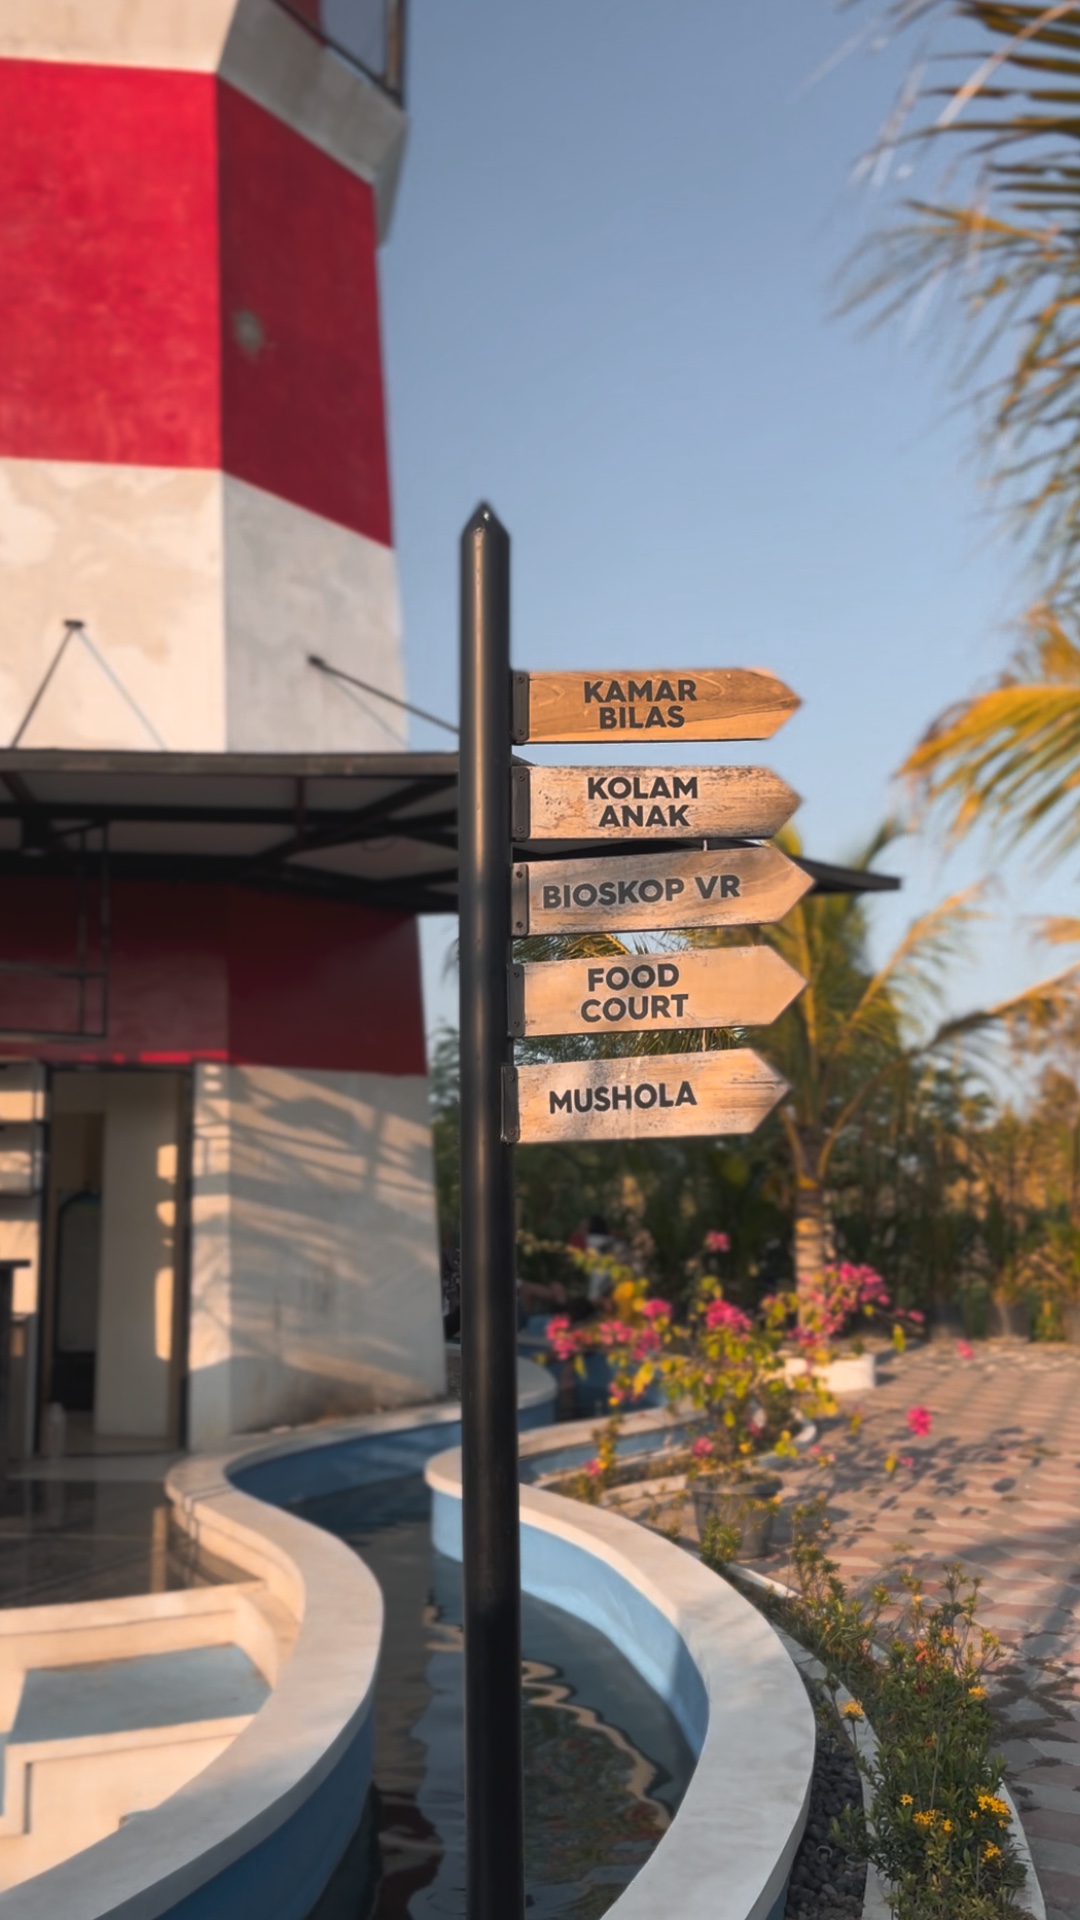 KAMAR
BILAS
KOLAM
ANAK
BIOSKOP VR
FOOD
COURT
MUSHOLA